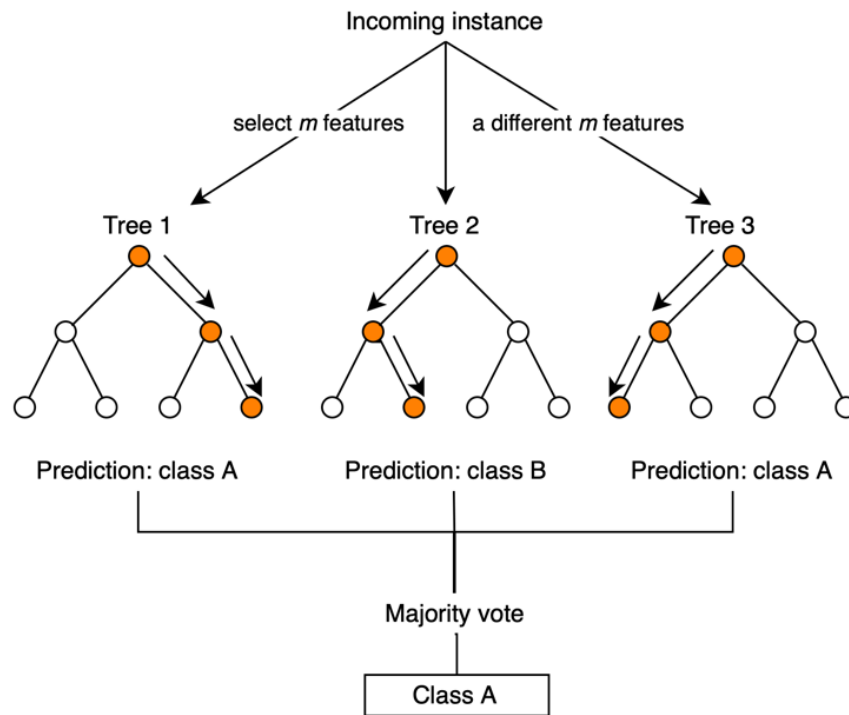 Incoming instance
select m features
a different m features
Tree 1
Tree 2
Tree 3
Prediction: class A
Prediction: class B
Prediction: class A
Majority vote
Class A